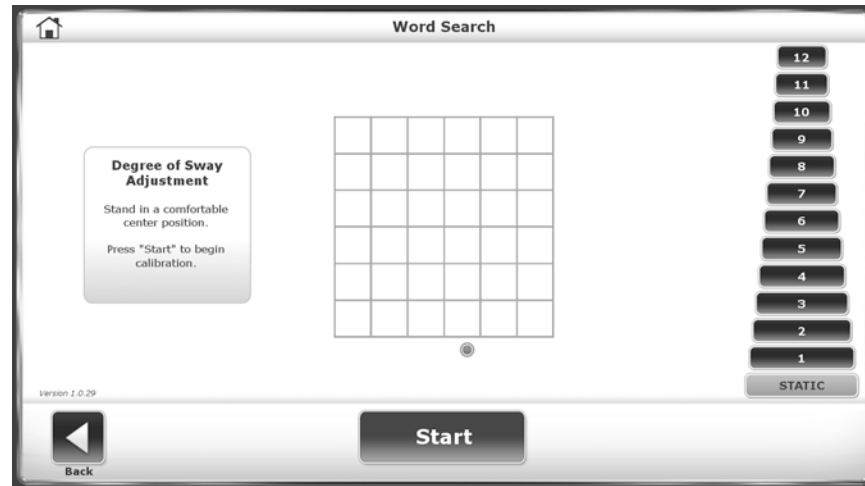 Word Search
Degree of Sway
Adjustment
Stand in a comfortable
center position.
Press "Start" to begin
calibration.
12
11
10
9
8
7
6
5
4
3
2
1
STATIC
Version 1.0.29
Start
Back